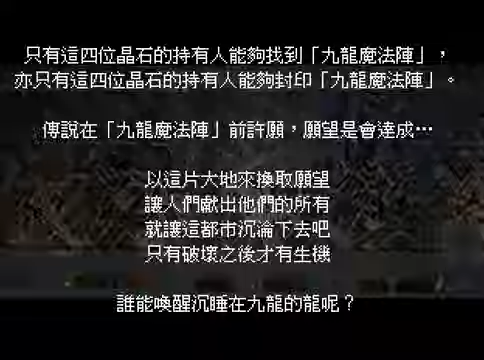 只有這四位晶石的持有人能夠找到「九龍魔法陣」，
亦只有這四位晶石的持有人能夠封印「九龍魔法陣」。
傳說在「九龍魔法陣」前許願，願望是會達成…
以這片大地來換取願望
讓人們獻出他們的所有
就讓這都市沉淪下去吧
只有破壞之後才有生機
誰能喚醒沉睡在九龍的龍呢？